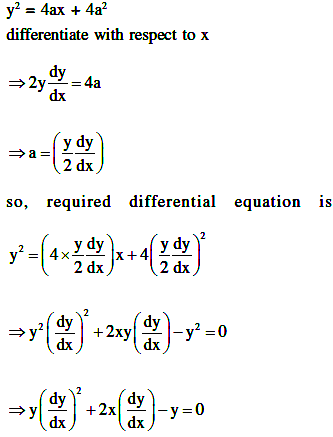 y² = 4ax + 4a²
differentiate with respect to x
⇒ 2y dy/dx = 4a
⇒ a = (y/2 dy/dx)
so, required differential equation is
y² = (4 × y/2 dy/dx) x + 4 (y/2 dy/dx)²
⇒ y² (dy/dx)² + 2xy (dy/dx) − y² = 0
⇒ y (dy/dx)² + 2x (dy/dx) − y = 0